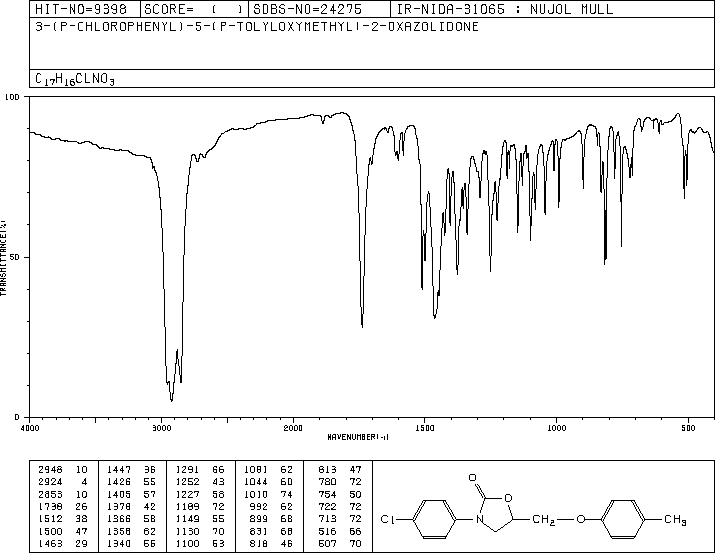 HIT-NO=9398 SCORE= ( ) SDBS-NO=24275 IR-NIDA-31065 : NUJOL MULL
3-(P-CHLOROPHENYL)-5-(P-TOLYLOXYMETHYL)-2-OXAZOLIDONE
C17H16CLNO3
100
50
0
TRANSMITTANCE(%)
4000 3000 2000 1500 1000 500
WAVENUMBER(-1)
2948 10 1447 36 1291 66 1081 62 813 47
2924 4 1426 55 1252 43 1044 60 780 72
2853 10 1405 57 1227 58 1010 74 754 50
1738 26 1378 42 1189 72 992 62 722 72
1512 38 1366 58 1149 55 899 68 713 72
1500 47 1358 62 1130 70 831 68 516 66
1463 29 1340 55 1100 53 818 46 507 70
O
O
Cl N CH2 O CH3